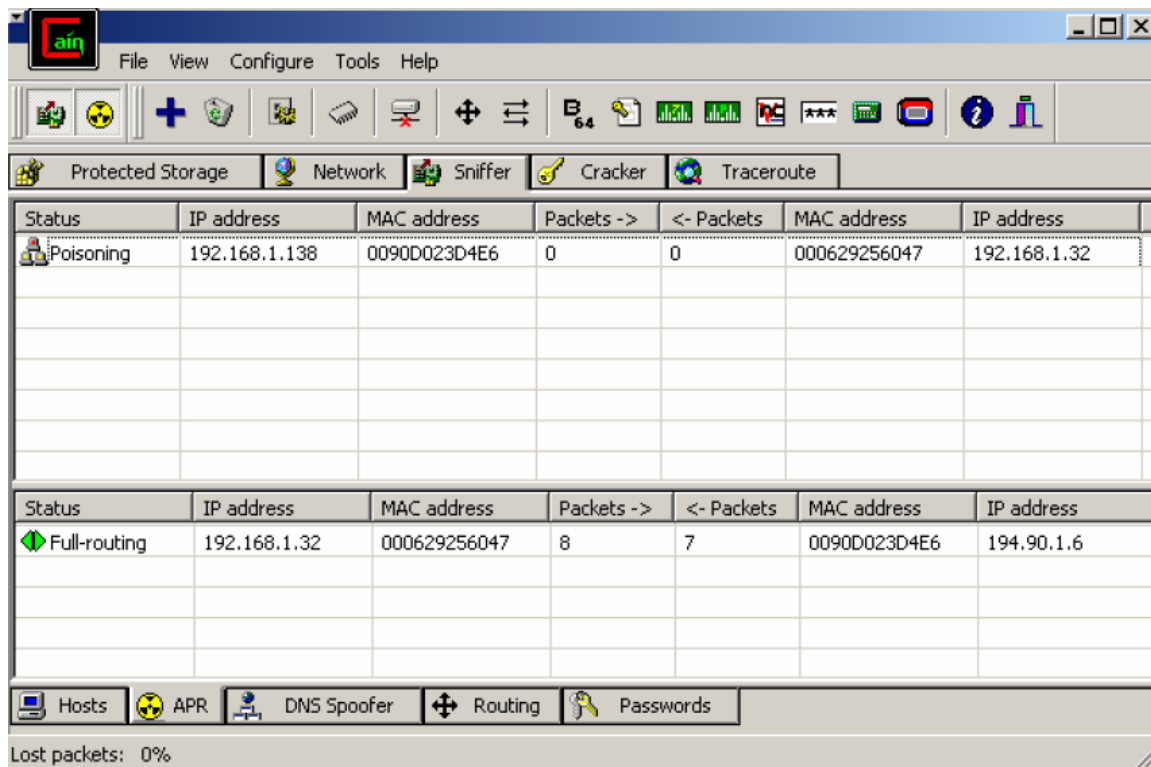 Cain
File View Configure Tools Help
B 64 ***
Protected Storage Network Sniffer Cracker Traceroute
Status IP address MAC address Packets -> <- Packets MAC address IP address
Poisoning 192.168.1.138 0090D023D4E6 0 0 000629256047 192.168.1.32
Status IP address MAC address Packets -> <- Packets MAC address IP address
Full-routing 192.168.1.32 000629256047 8 7 0090D023D4E6 194.90.1.6
Hosts APR DNS Spoofer Routing Passwords
Lost packets: 0%